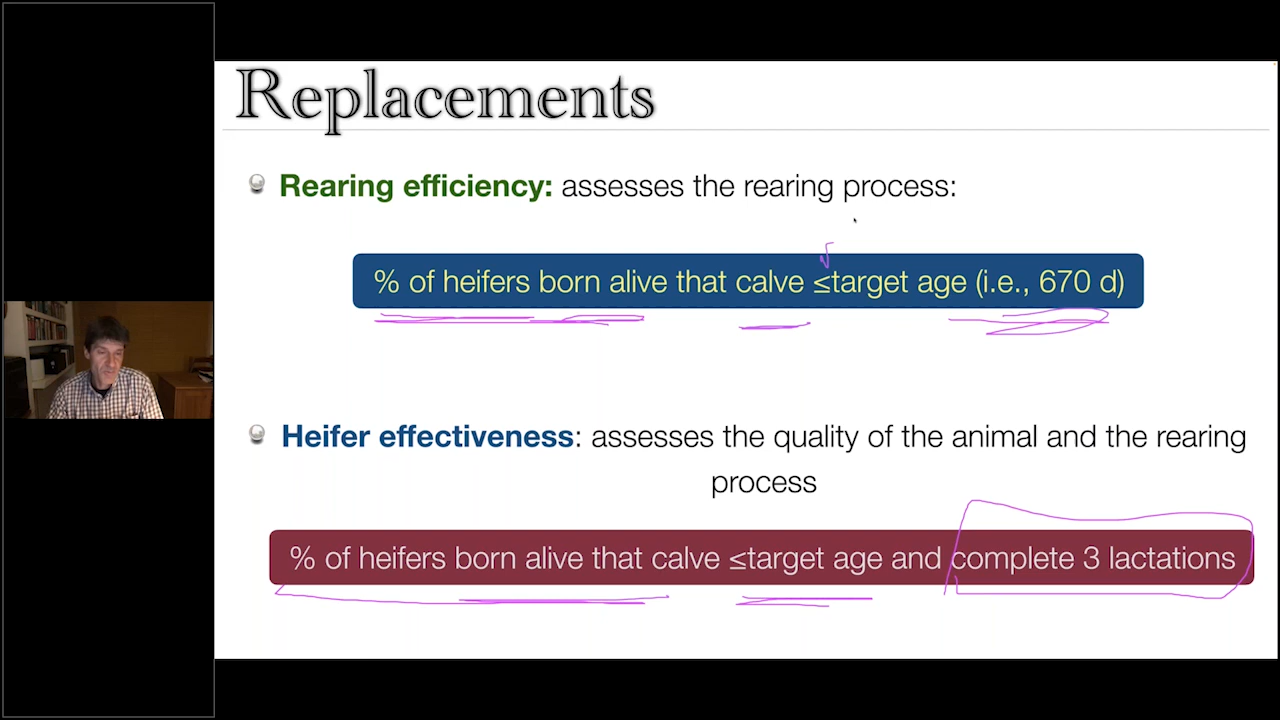 Replacements
Rearing efficiency: assesses the rearing process:
% of heifers born alive that calve ≤target age (i.e., 670 d)
Heifer effectiveness: assesses the quality of the animal and the rearing
process
% of heifers born alive that calve ≤target age and complete 3 lactations